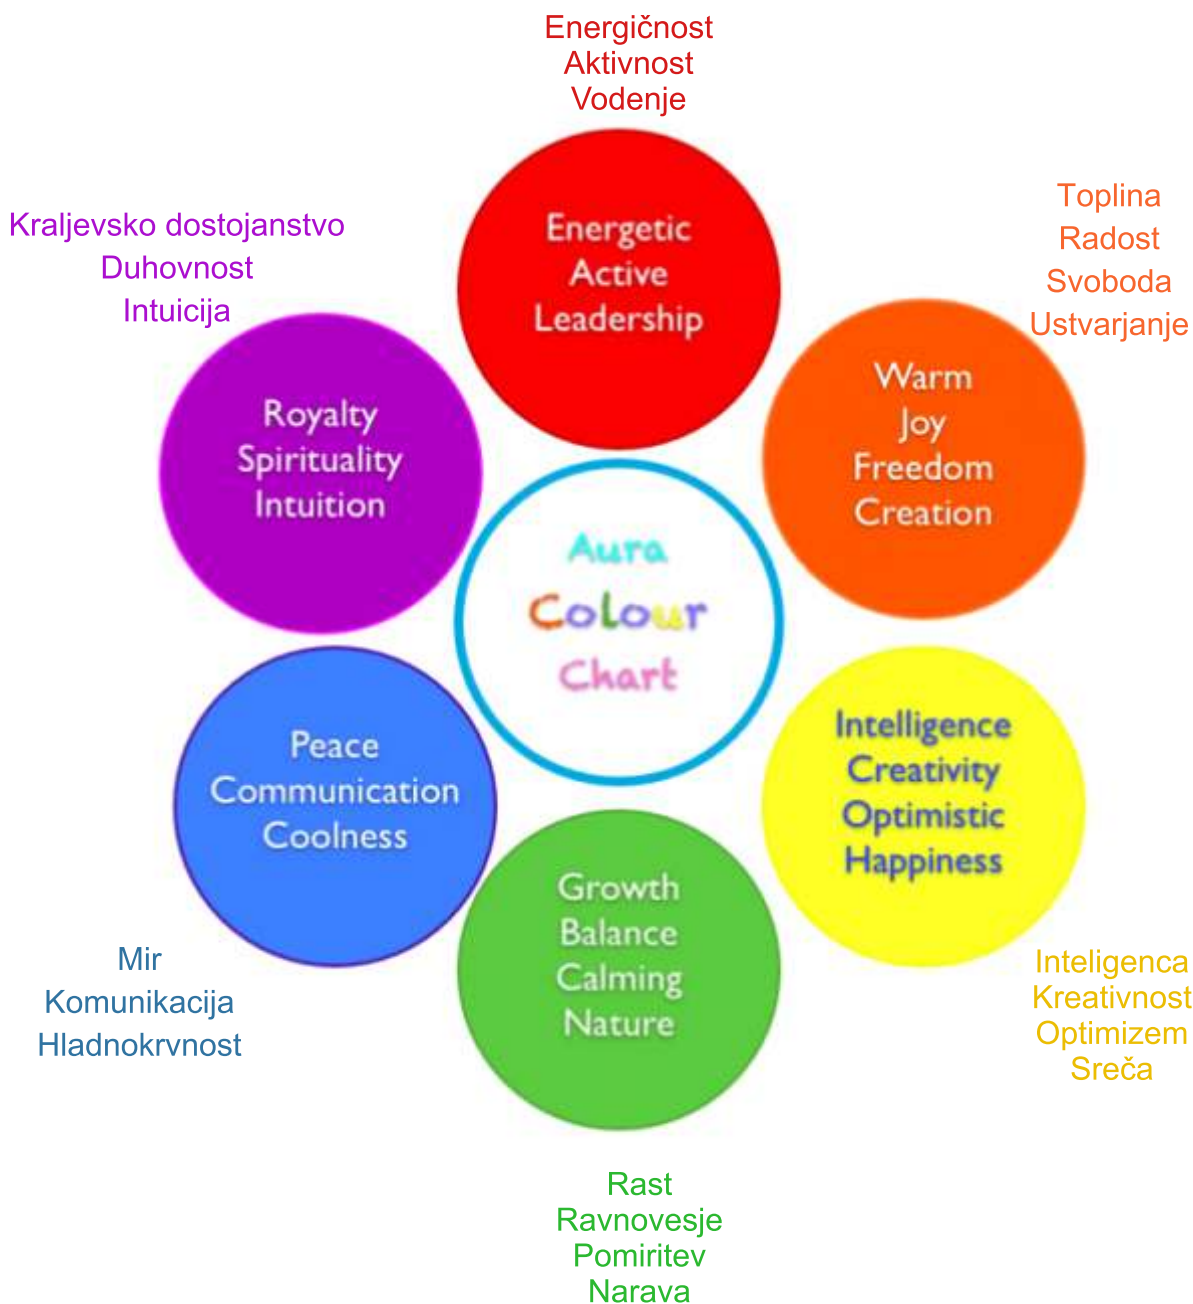 Energičnost
Aktivnost
Vodenje
Energetic
Active
Leadership
Kraljevsko dostojanstvo
Duhovnost
Intuicija
Royalty
Spirituality
Intuition
Toplina
Radost
Svoboda
Ustvarjanje
Warm
Joy
Freedom
Creation
Aura
Colour
Chart
Peace
Communication
Coolness
Mir
Komunikacija
Hladnokrvnost
Intelligence
Creativity
Optimistic
Happiness
Inteligenca
Kreativnost
Optimizem
Sreča
Growth
Balance
Calming
Nature
Rast
Ravnovesje
Pomiritev
Narava